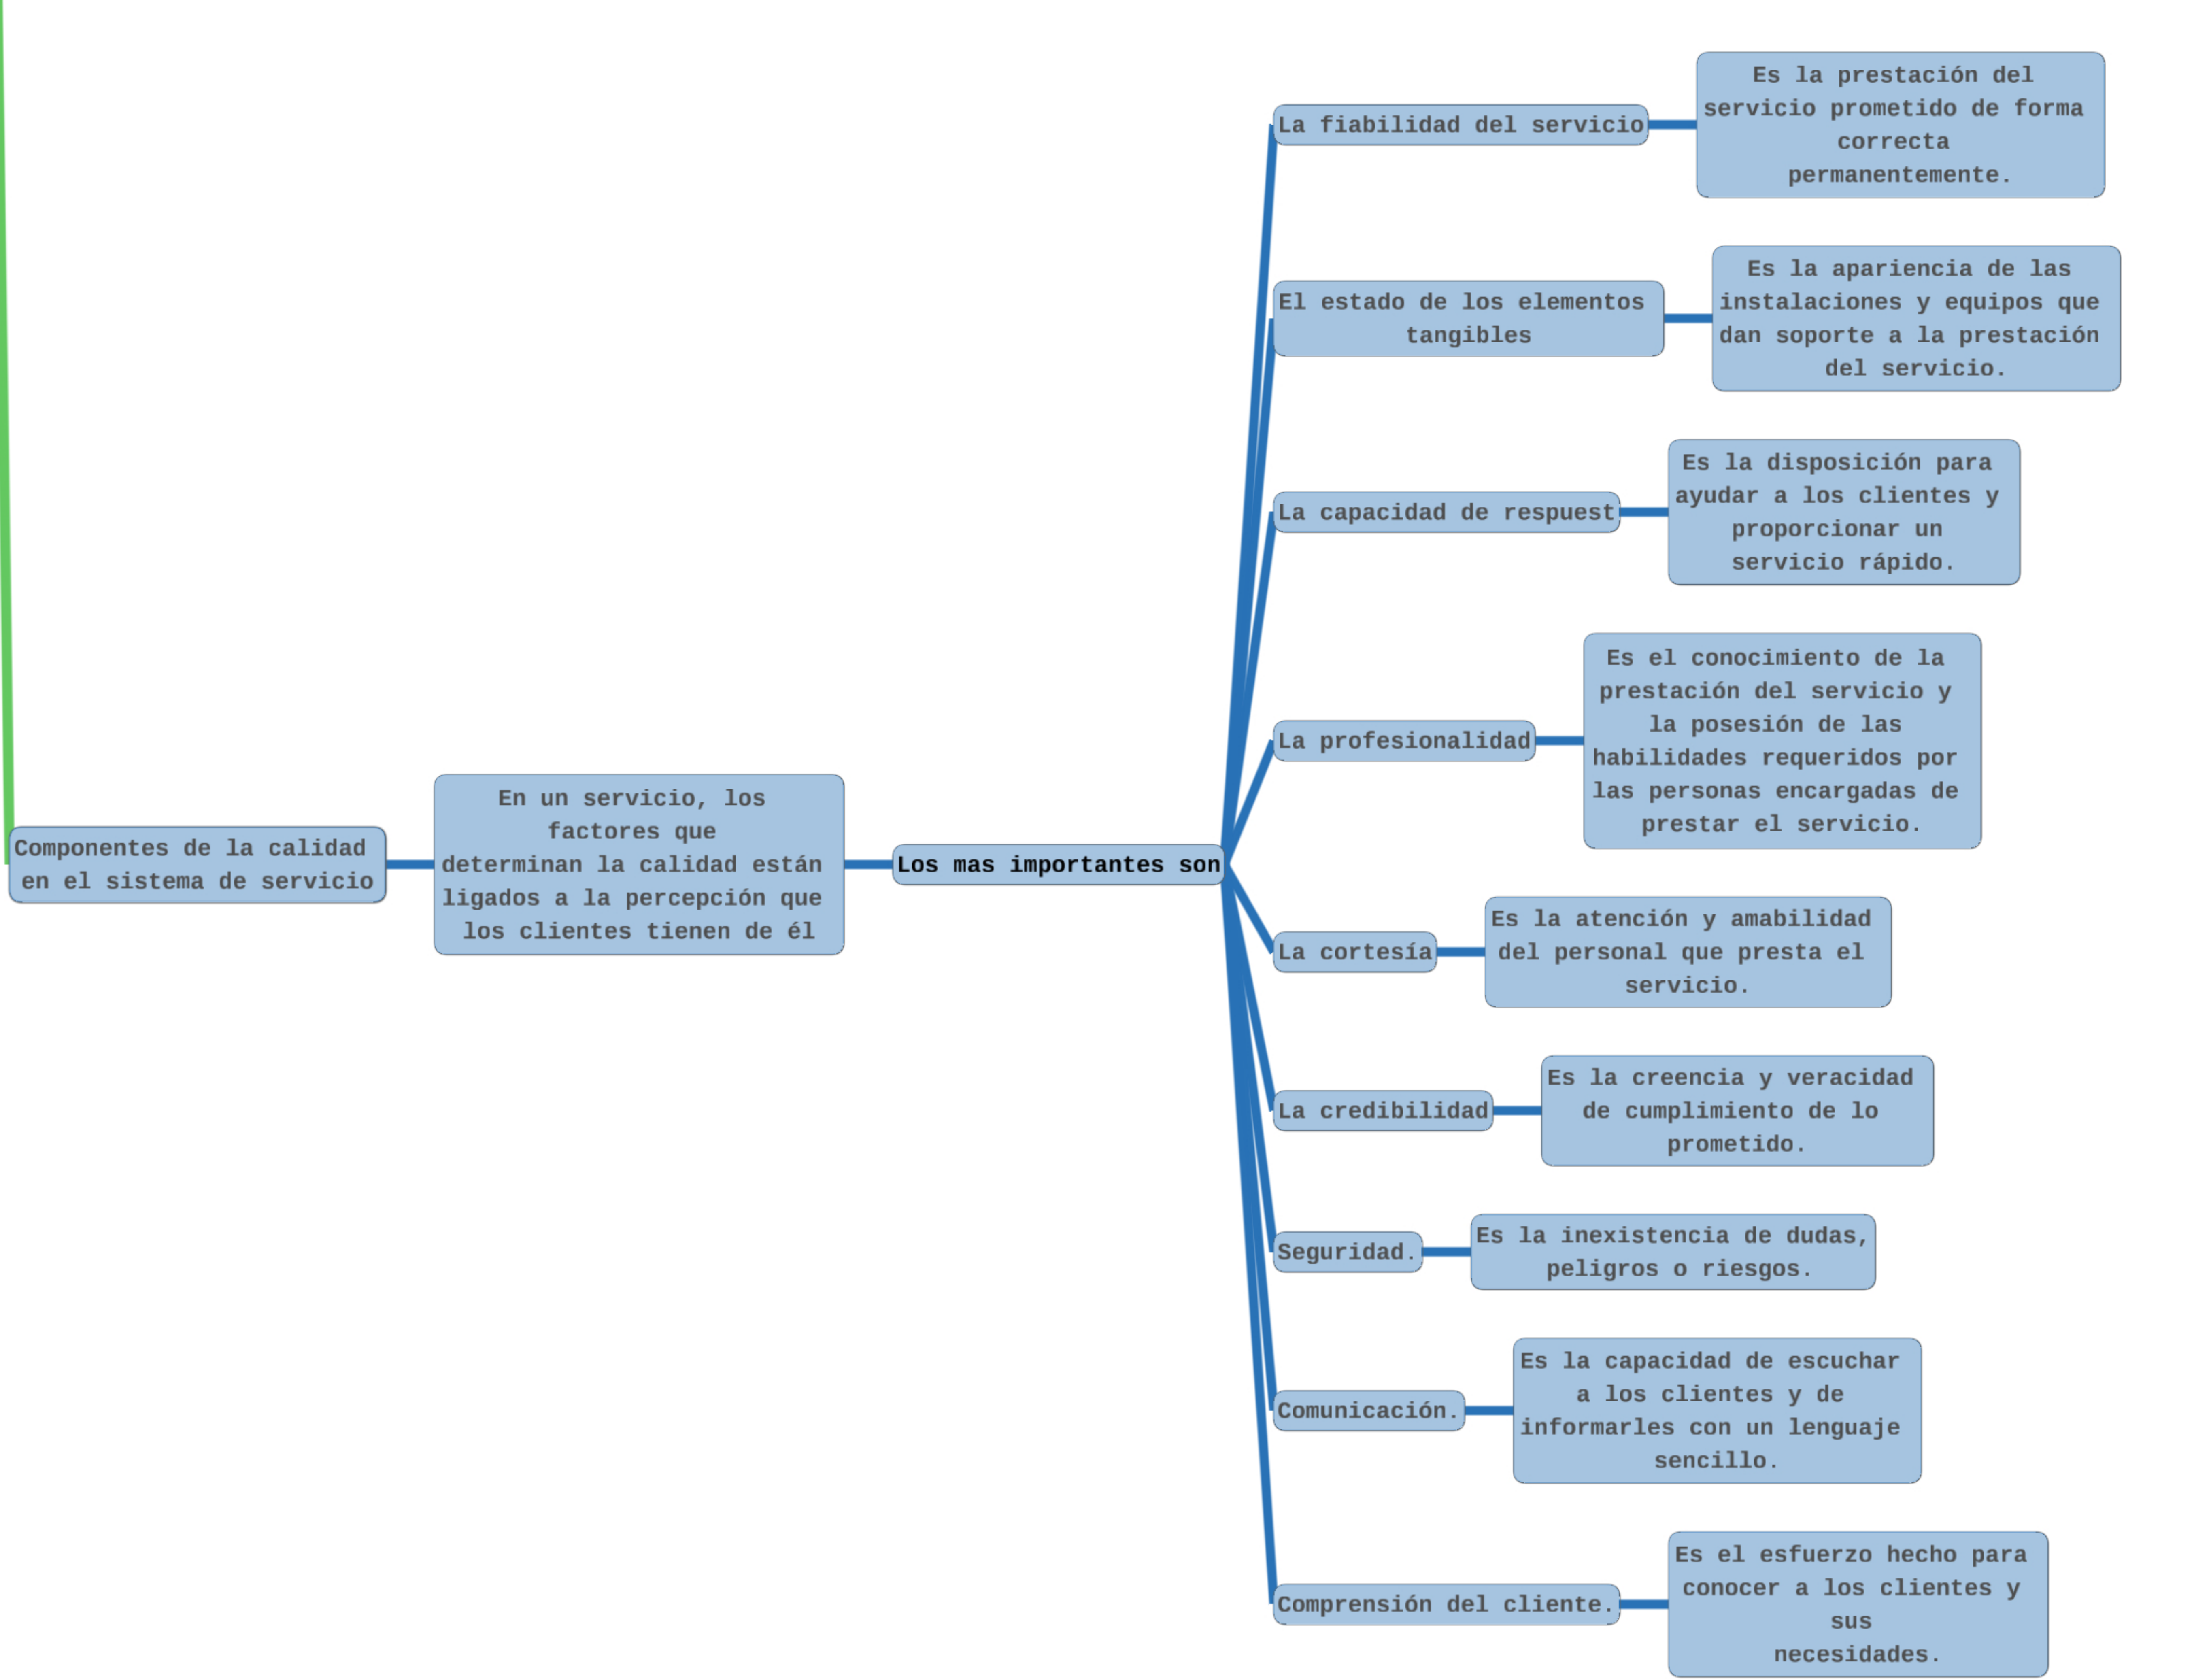 Componentes de la calidad
en el sistema de servicio
En un servicio, los
factores que
determinan la calidad están
ligados a la percepción que
los clientes tienen de él
Los mas importantes son
La fiabilidad del servicio
Es la prestación del
servicio prometido de forma
correcta
permanentemente.
El estado de los elementos
tangibles
Es la apariencia de las
instalaciones y equipos que
dan soporte a la prestación
del servicio.
La capacidad de respuest
Es la disposición para
ayudar a los clientes y
proporcionar un
servicio rápido.
La profesionalidad
Es el conocimiento de la
prestación del servicio y
la posesión de las
habilidades requeridos por
las personas encargadas de
prestar el servicio.
La cortesía
Es la atención y amabilidad
del personal que presta el
servicio.
La credibilidad
Es la creencia y veracidad
de cumplimiento de lo
prometido.
Seguridad.
Es la inexistencia de dudas,
peligros o riesgos.
Comunicación.
Es la capacidad de escuchar
a los clientes y de
informarles con un lenguaje
sencillo.
Comprensión del cliente.
Es el esfuerzo hecho para
conocer a los clientes y
sus
necesidades.